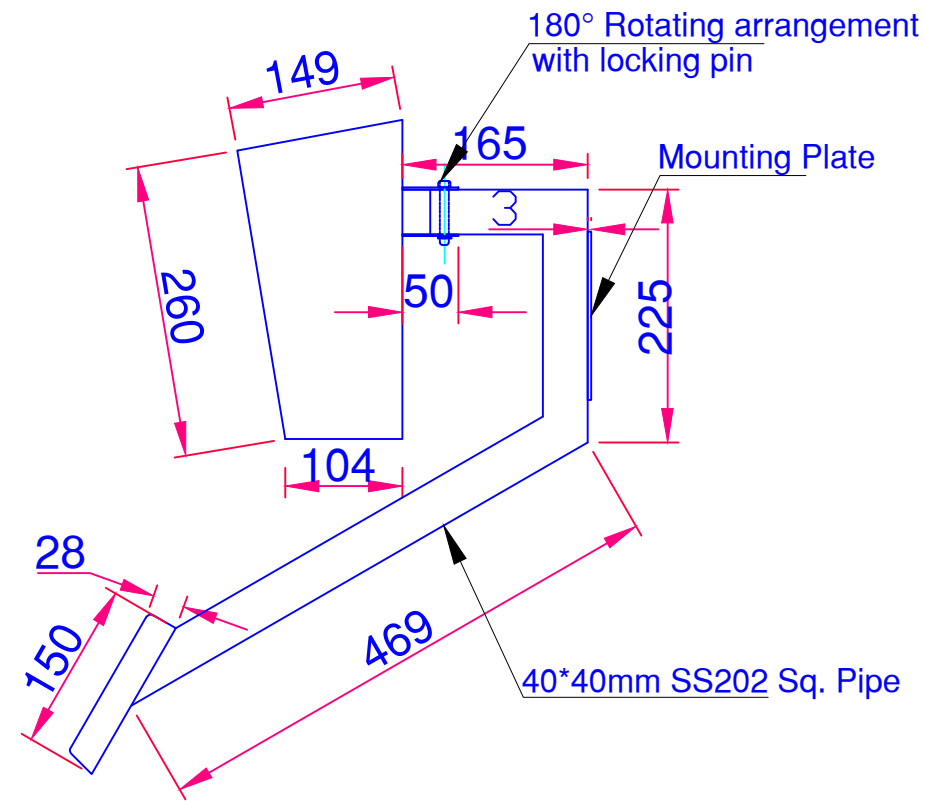 180° Rotating arrangement
with locking pin
149
165
Mounting Plate
3
260
50
225
104
28
150
469
40*40mm SS202 Sq. Pipe